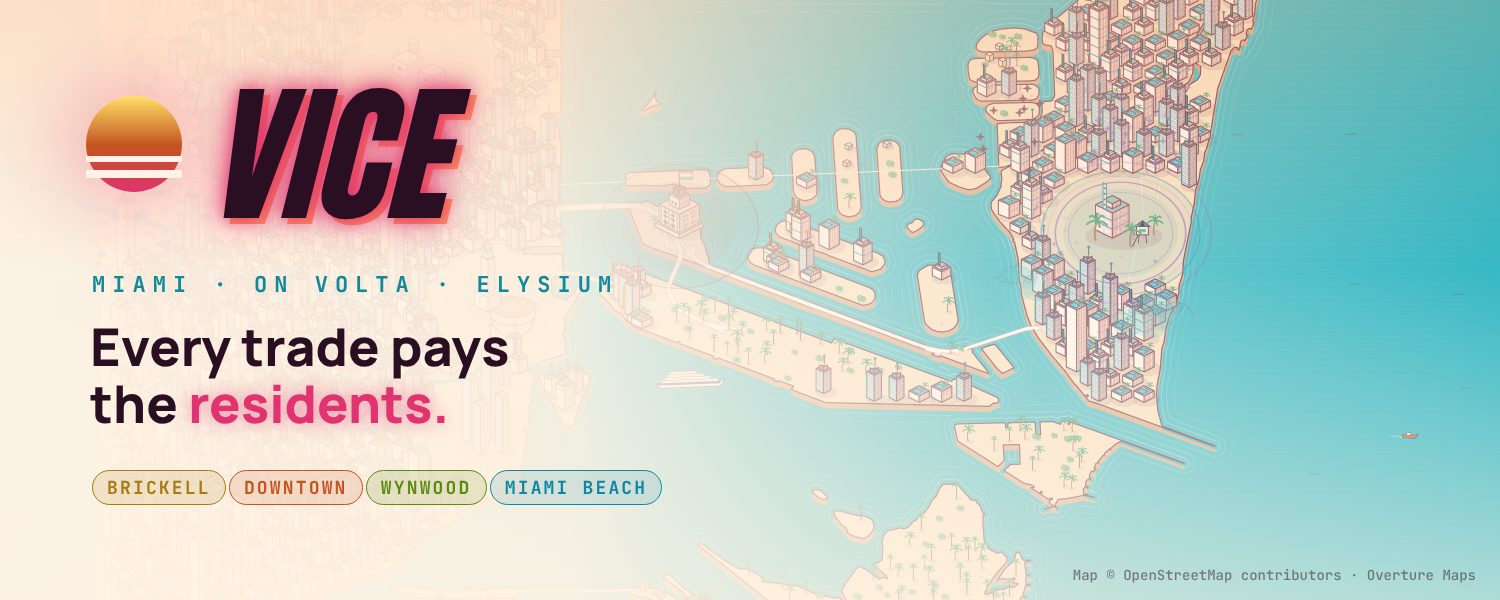 VICE
MIAMI · ON VOLTA · ELYSIUM
Every trade pays
the residents.
BRICKELL DOWNTOWN WYNWOOD MIAMI BEACH
Map © OpenStreetMap contributors · Overture Maps